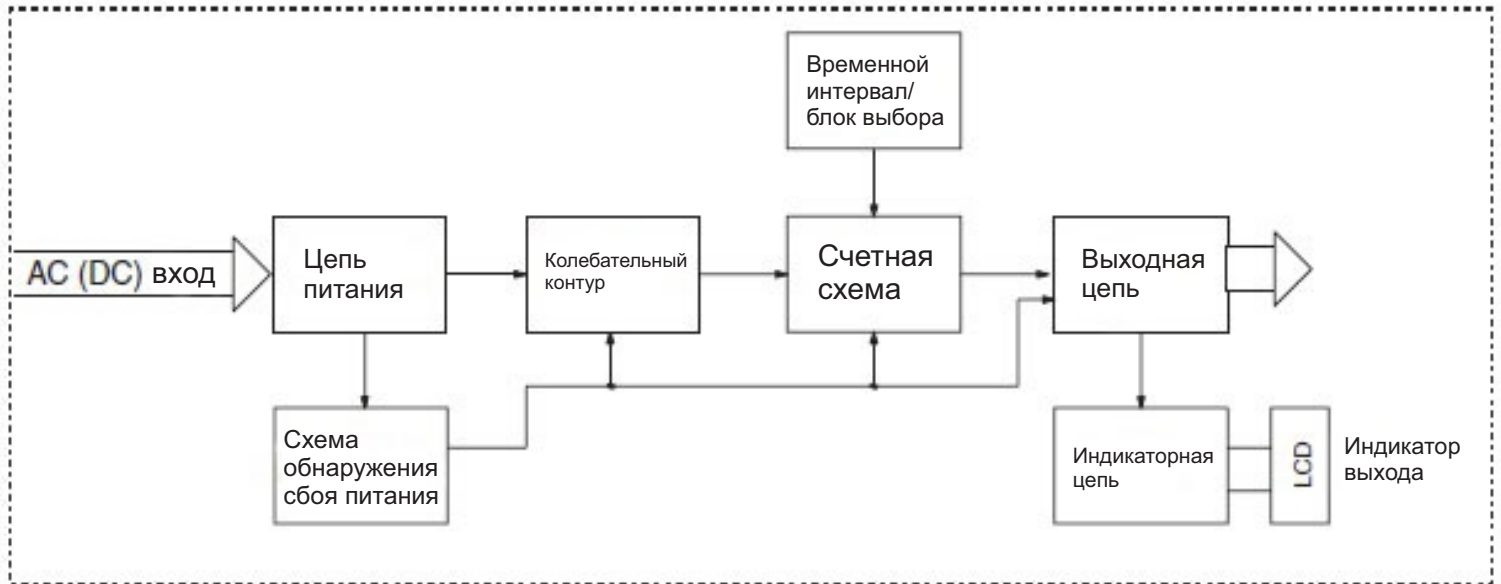 Временной
интервал/
блок выбора
AC (DC) вход
Цепь
питания
Колебательный
контур
Счетная
схема
Выходная
цепь
Схема
обнаружения
сбоя питания
Индикаторная
цепь
LCD
Индикатор
выхода